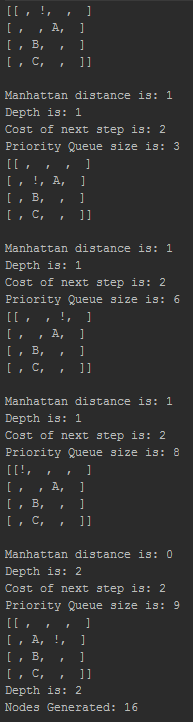 [[ , !, , ]
[ , , A, ]
[ , B, , ]
[ , C, , ]]
Manhattan distance is: 1
Depth is: 1
Cost of next step is: 2
Priority Queue size is: 3
[[ , , , ]
[ , !, A, ]
[ , B, , ]
[ , C, , ]]
Manhattan distance is: 1
Depth is: 1
Cost of next step is: 2
Priority Queue size is: 6
[[ , , !, ]
[ , , A, ]
[ , B, , ]
[ , C, , ]]
Manhattan distance is: 1
Depth is: 1
Cost of next step is: 2
Priority Queue size is: 8
[[!, , , ]
[ , , A, ]
[ , B, , ]
[ , C, , ]]
Manhattan distance is: 0
Depth is: 2
Cost of next step is: 2
Priority Queue size is: 9
[[ , , , ]
[ , A, !, ]
[ , B, , ]
[ , C, , ]]
Depth is: 2
Nodes Generated: 16